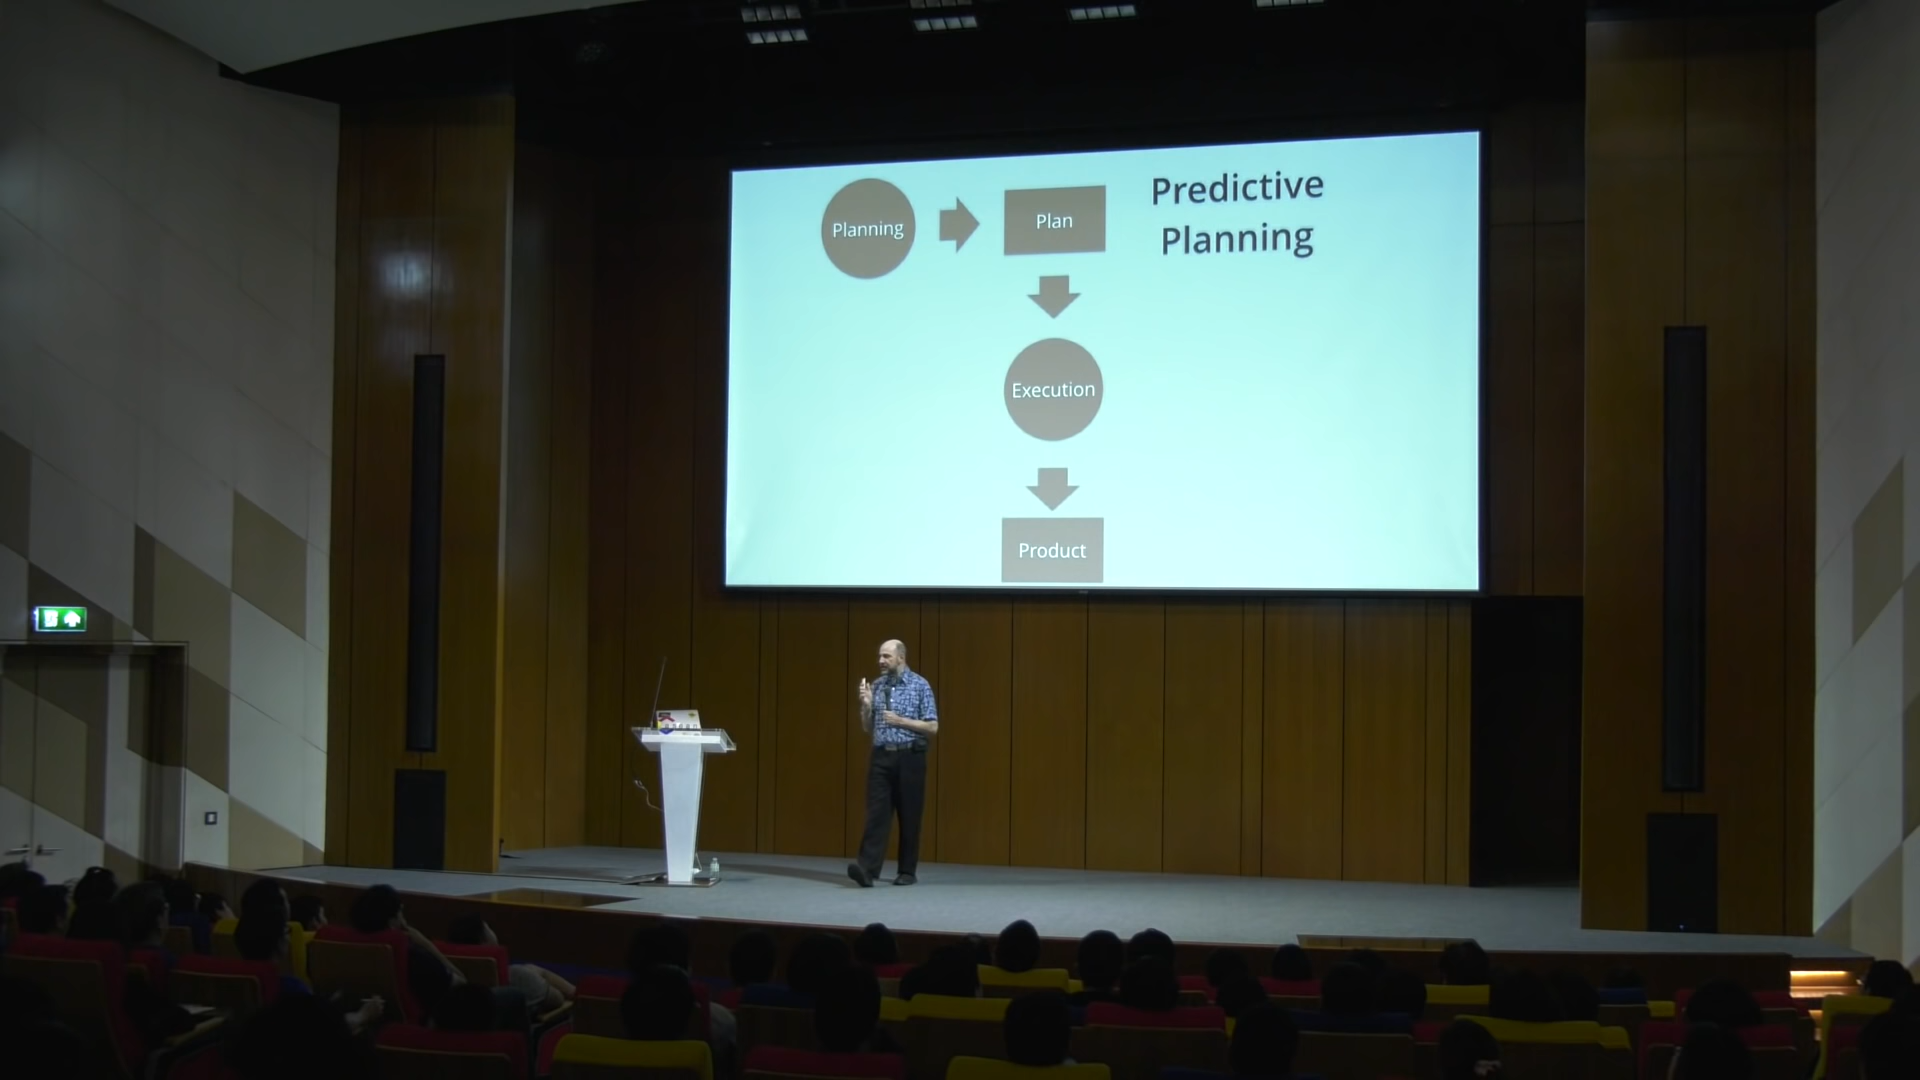 Planning
Plan
Predictive
Planning
Execution
Product